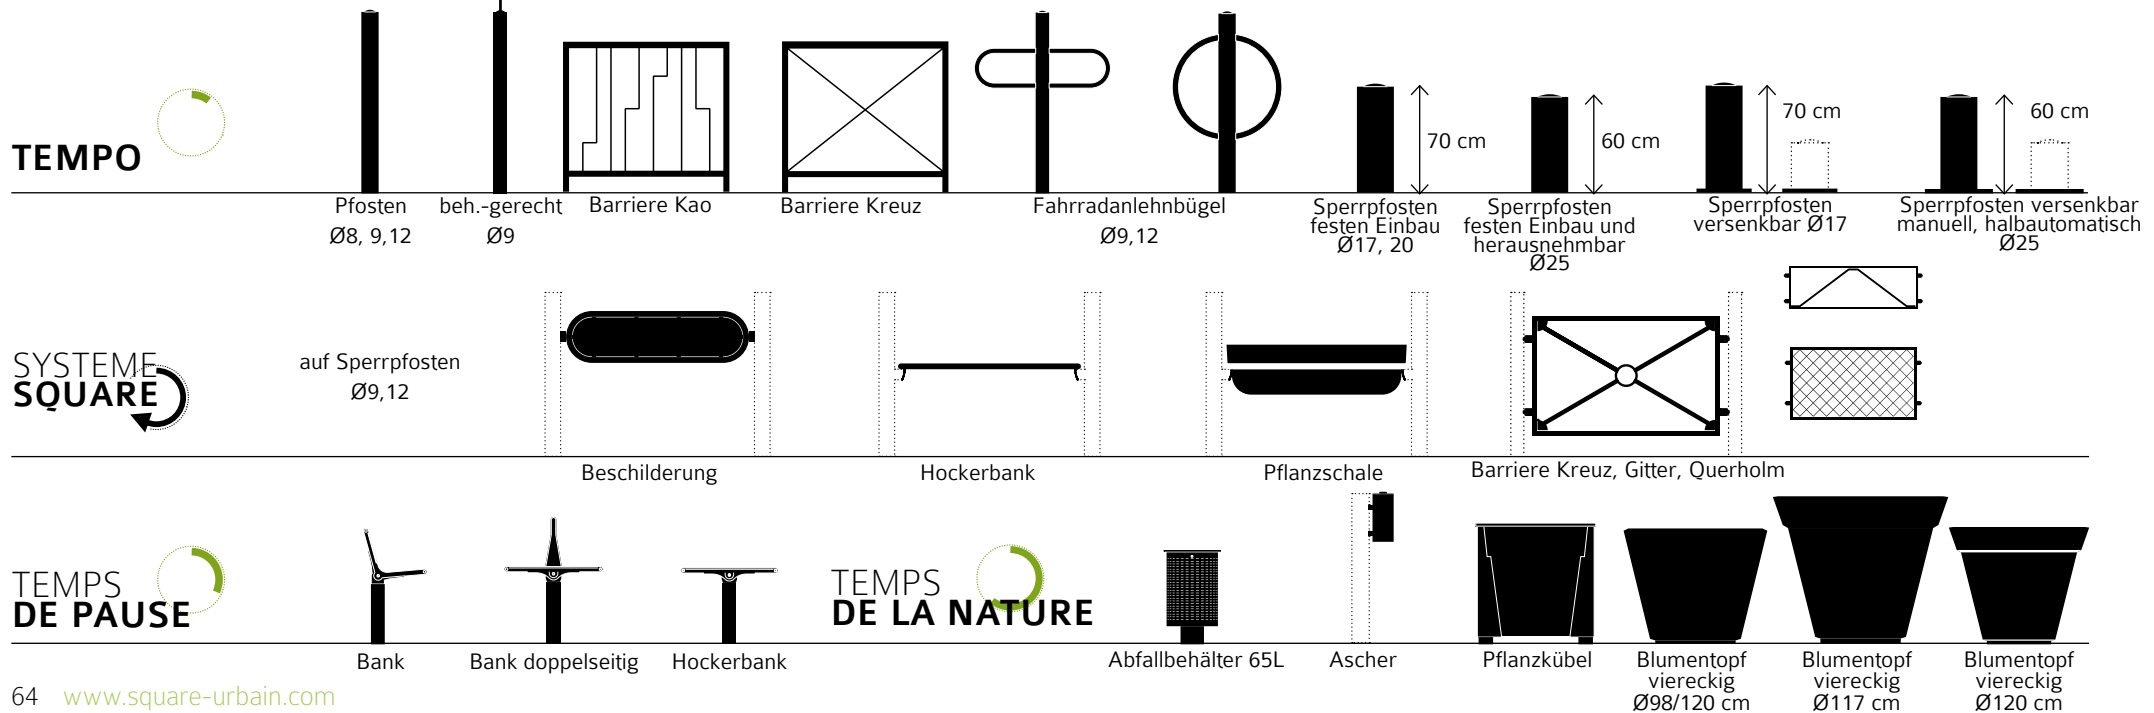 TEMPO
70 cm
60 cm
70 cm
60 cm
Pfosten
Ø8, 9,12
beh.-gerecht
Ø9
Barriere Kao
Barriere Kreuz
Fahrradanlehnbügel
Ø9,12
Sperrpfosten
festen Einbau
Ø17, 20
Sperrpfosten
festen Einbau und
herausnehmbar
Ø25
Sperrpfosten
versenkbar Ø17
Sperrpfosten versenkbar
manuell, halbautomatisch
Ø25
SYSTEME
SQUARE
auf Sperrpfosten
Ø9,12
Beschilderung
Hockerbank
Pflanzschale
Barriere Kreuz, Gitter, Querholm
TEMPS
DE PAUSE
Bank
Bank doppelseitig
Hockerbank
TEMPS
DE LA NATURE
Abfallbehälter 65L
Ascher
Pflanzkübel
Blumentopf
viereckig
Ø98/120 cm
Blumentopf
viereckig
Ø117 cm
Blumentopf
viereckig
Ø120 cm
64 www.square-urbain.com